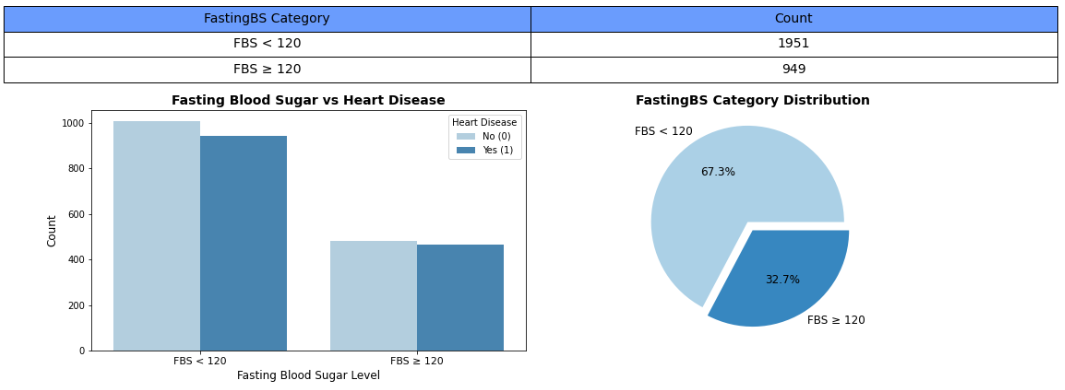 FastingBS Category Count
FBS < 120 1951
FBS ≥ 120 949
Fasting Blood Sugar vs Heart Disease
Heart Disease
No (0)
Yes (1)
1000
800
600
400
200
0
Count
FBS < 120 FBS ≥ 120
Fasting Blood Sugar Level
FastingBS Category Distribution
FBS < 120
67.3%
32.7%
FBS ≥ 120